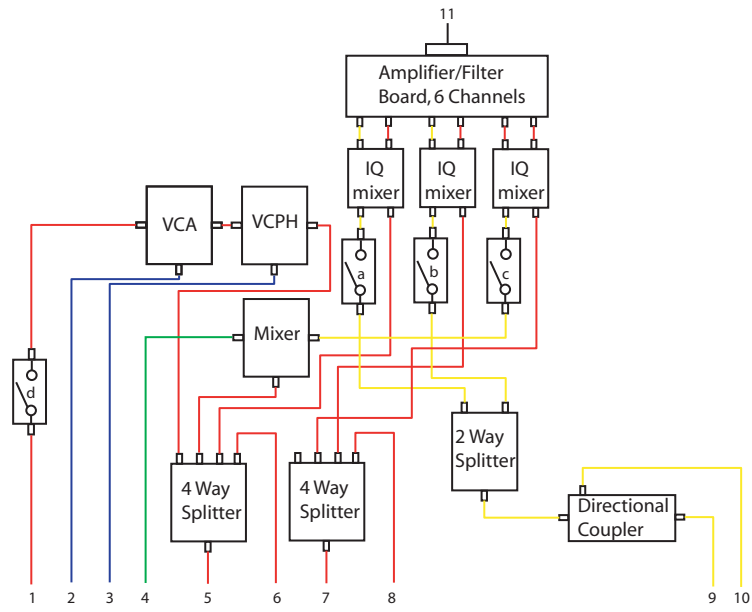 11
Amplifier/Filter
Board, 6 Channels
IQ
mixer
IQ
mixer
IQ
mixer
VCA
VCPH
a
b
c
Mixer
d
2 Way
Splitter
4 Way
Splitter
4 Way
Splitter
Directional
Coupler
1
2
3
4
5
6
7
8
9
10